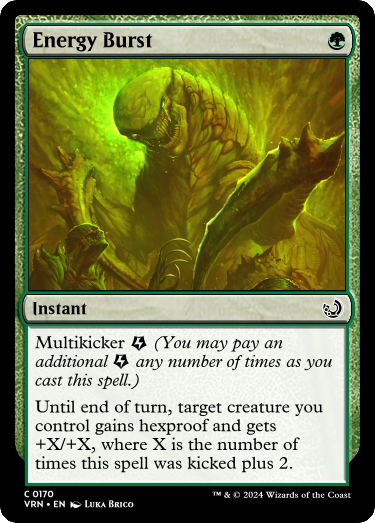 Energy Burst
Instant
Multikicker (You may pay an
additional any number of times as you
cast this spell.)
Until end of turn, target creature you
control gains hexproof and gets
+X/+X, where X is the number of
times this spell was kicked plus 2.
C 0170
VRN • EN Luka Brico
™ & © 2024 Wizards of the Coast